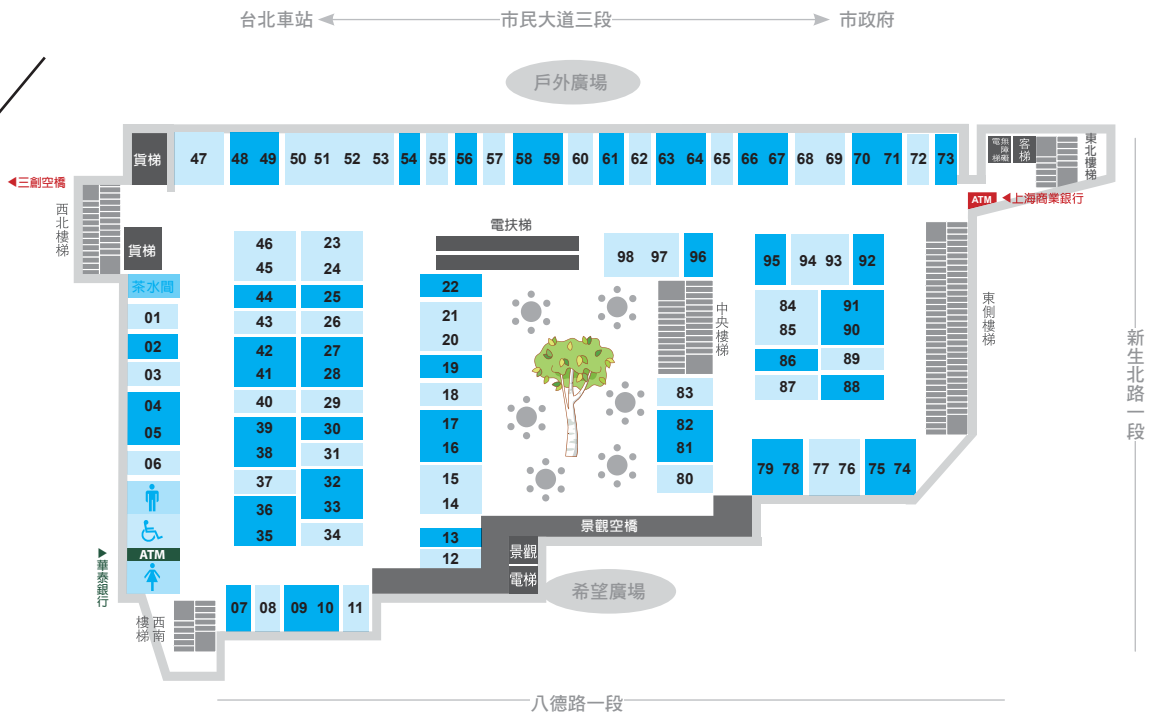 台北車站 市民大道三段 市政府
戶外廣場
貨梯 47 48 49 50 51 52 53 54 55 56 57 58 59 60 61 62 63 64 65 66 67 68 69 70 71 72 73
無障礙電梯
客梯
東北樓梯
三創空橋
西北樓梯
ATM 上海商業銀行
貨梯
茶水間
01
02
03
04
05
06
ATM
華泰銀行
西南樓梯
46 23
45 24
44 25
43 26
42 27
41 28
40 29
39 30
38 31
37 32
36 33
35 34
07 08 09 10 11
電扶梯
22
21
20
19
18
17
16
15
14
13
12
98 97 96
中央樓梯
83
82
81
80
95 94 93 92
84 91
85 90
86 89
87 88
79 78 77 76 75 74
東側樓梯
景觀空橋
景觀
電梯
希望廣場
新生北路一段
八德路一段